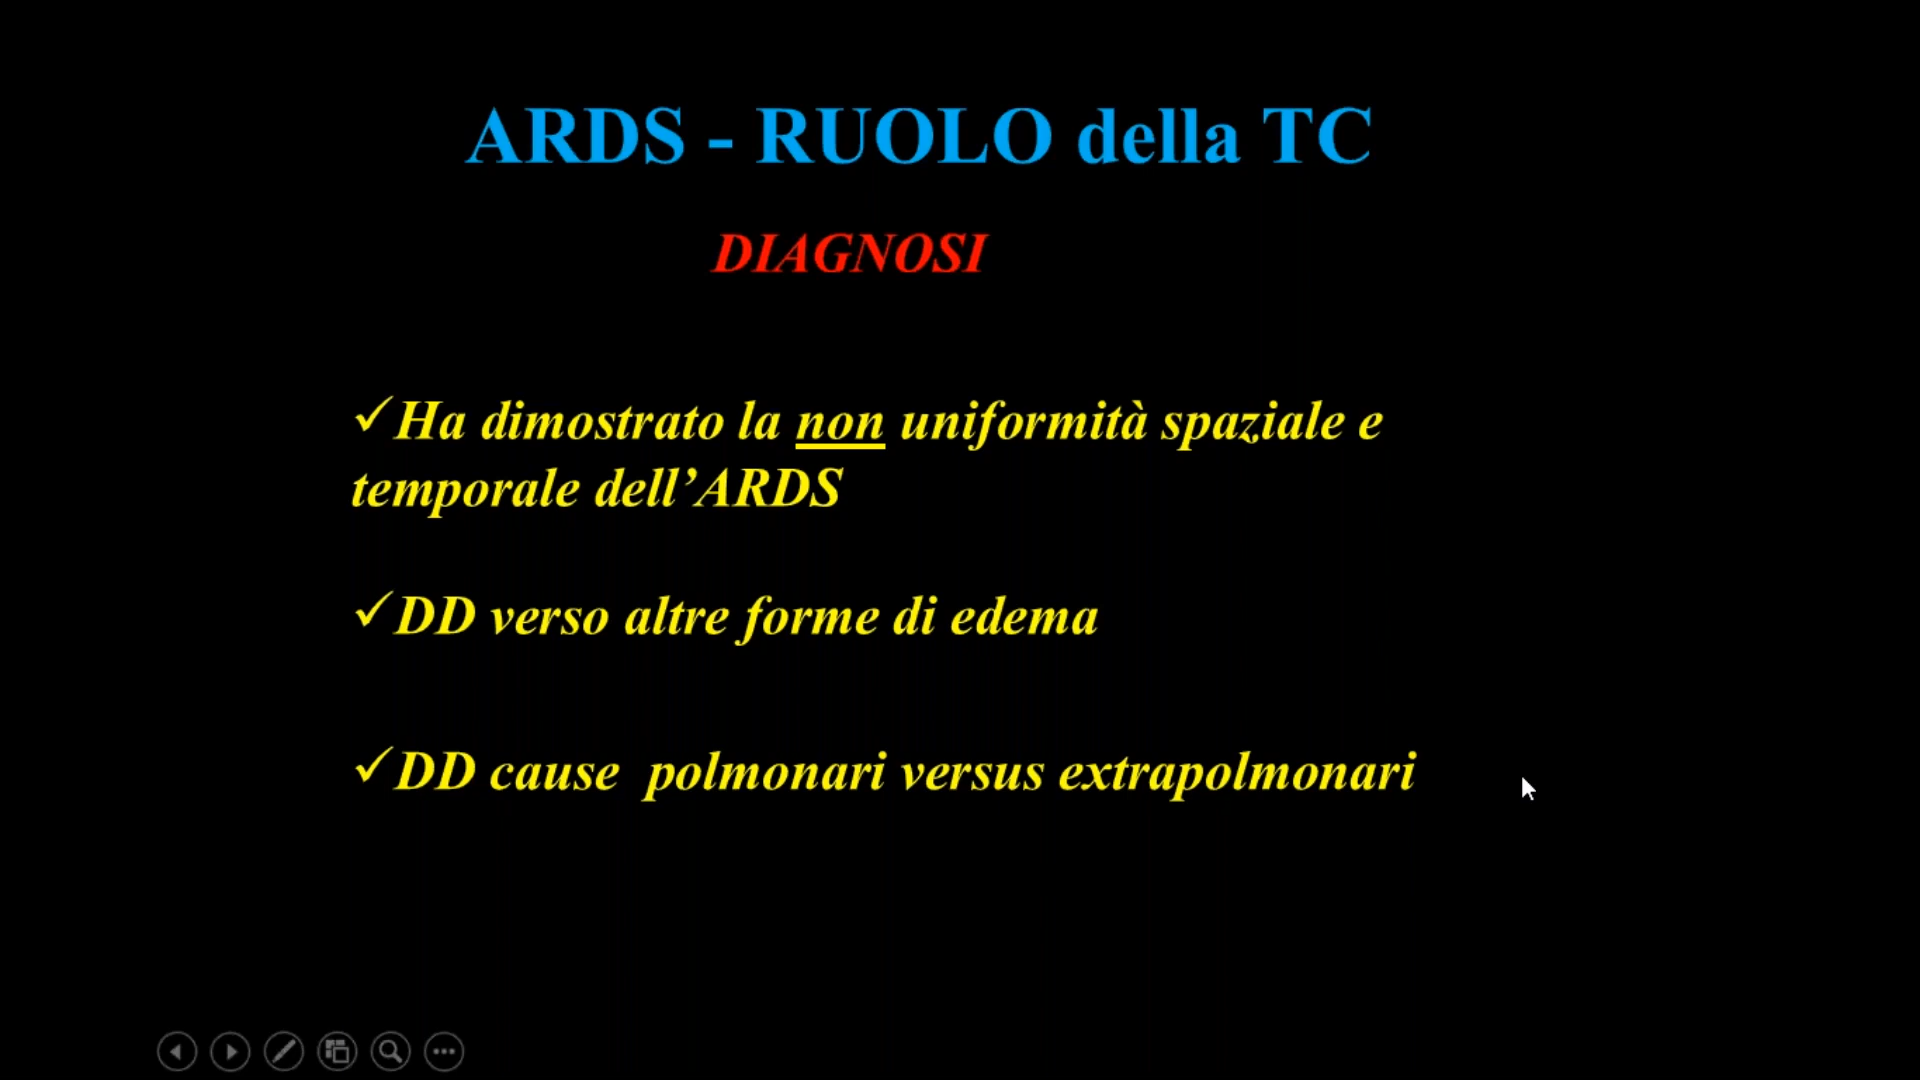 ARDS - RUOLO della TC
DIAGNOSI
✓Ha dimostrato la non uniformità spaziale e
temporale dell’ARDS
✓DD verso altre forme di edema
✓DD cause  polmonari versus extrapolmonari